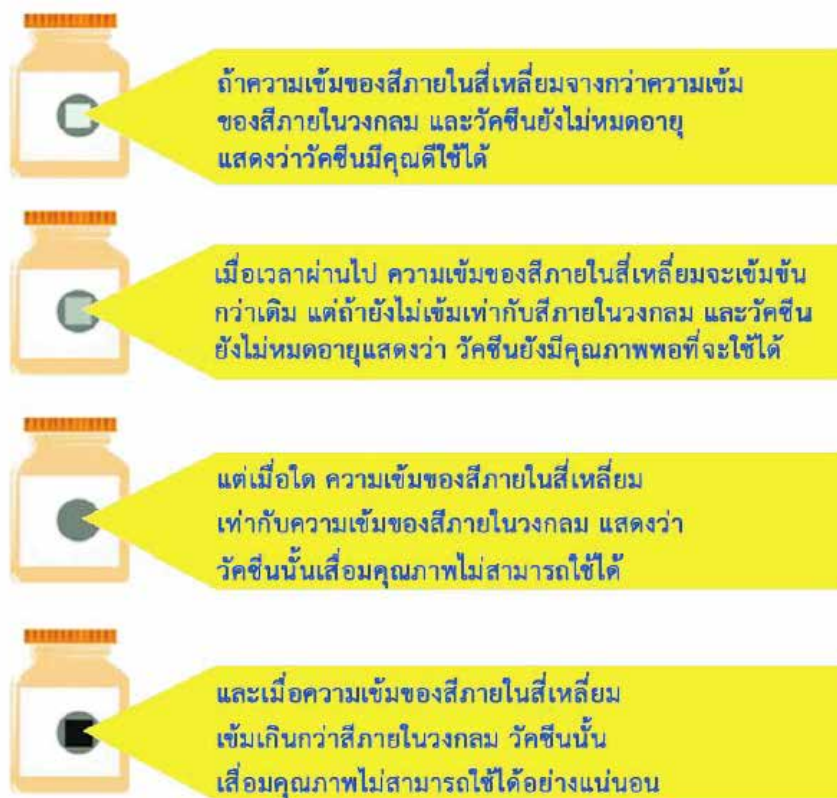 ถ้าความเข้มของสีภายในสี่เหลี่ยมจางกว่าความเข้ม
ของสีภายในวงกลม และวัคซีนยังไม่หมดอายุ
แสดงว่าวัคซีนมีคุณดีใช้ได้
เมื่อเวลาผ่านไป ความเข้มของสีภายในสี่เหลี่ยมจะเข้มข้น
กว่าเดิม แต่ถ้ายังไม่เข้มเท่ากับสีภายในวงกลม และวัคซีน
ยังไม่หมดอายุแสดงว่า วัคซีนยังมีคุณภาพพอที่จะใช้ได้
แต่เมื่อใด ความเข้มของสีภายในสี่เหลี่ยม
เท่ากับความเข้มของสีภายในวงกลม แสดงว่า
วัคซีนนั้นเสื่อมคุณภาพไม่สามารถใช้ได้
และเมื่อความเข้มของสีภายในสี่เหลี่ยม
เข้มเกินกว่าสีภายในวงกลม วัคซีนนั้น
เสื่อมคุณภาพไม่สามารถใช้ได้อย่างแน่นอน